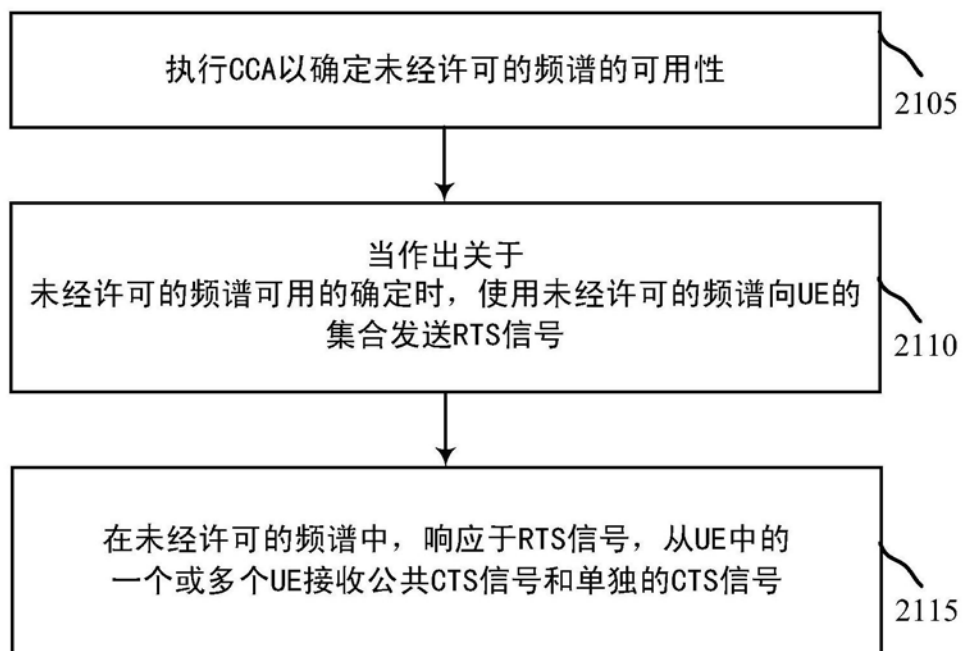 执行CCA以确定未经许可的频谱的可用性
2105
当作出关于
未经许可的频谱可用的确定时，使用未经许可的频谱向UE的
集合发送RTS信号
2110
在未经许可的频谱中，响应于RTS信号，从UE中的
一个或多个UE接收公共CTS信号和单独的CTS信号
2115